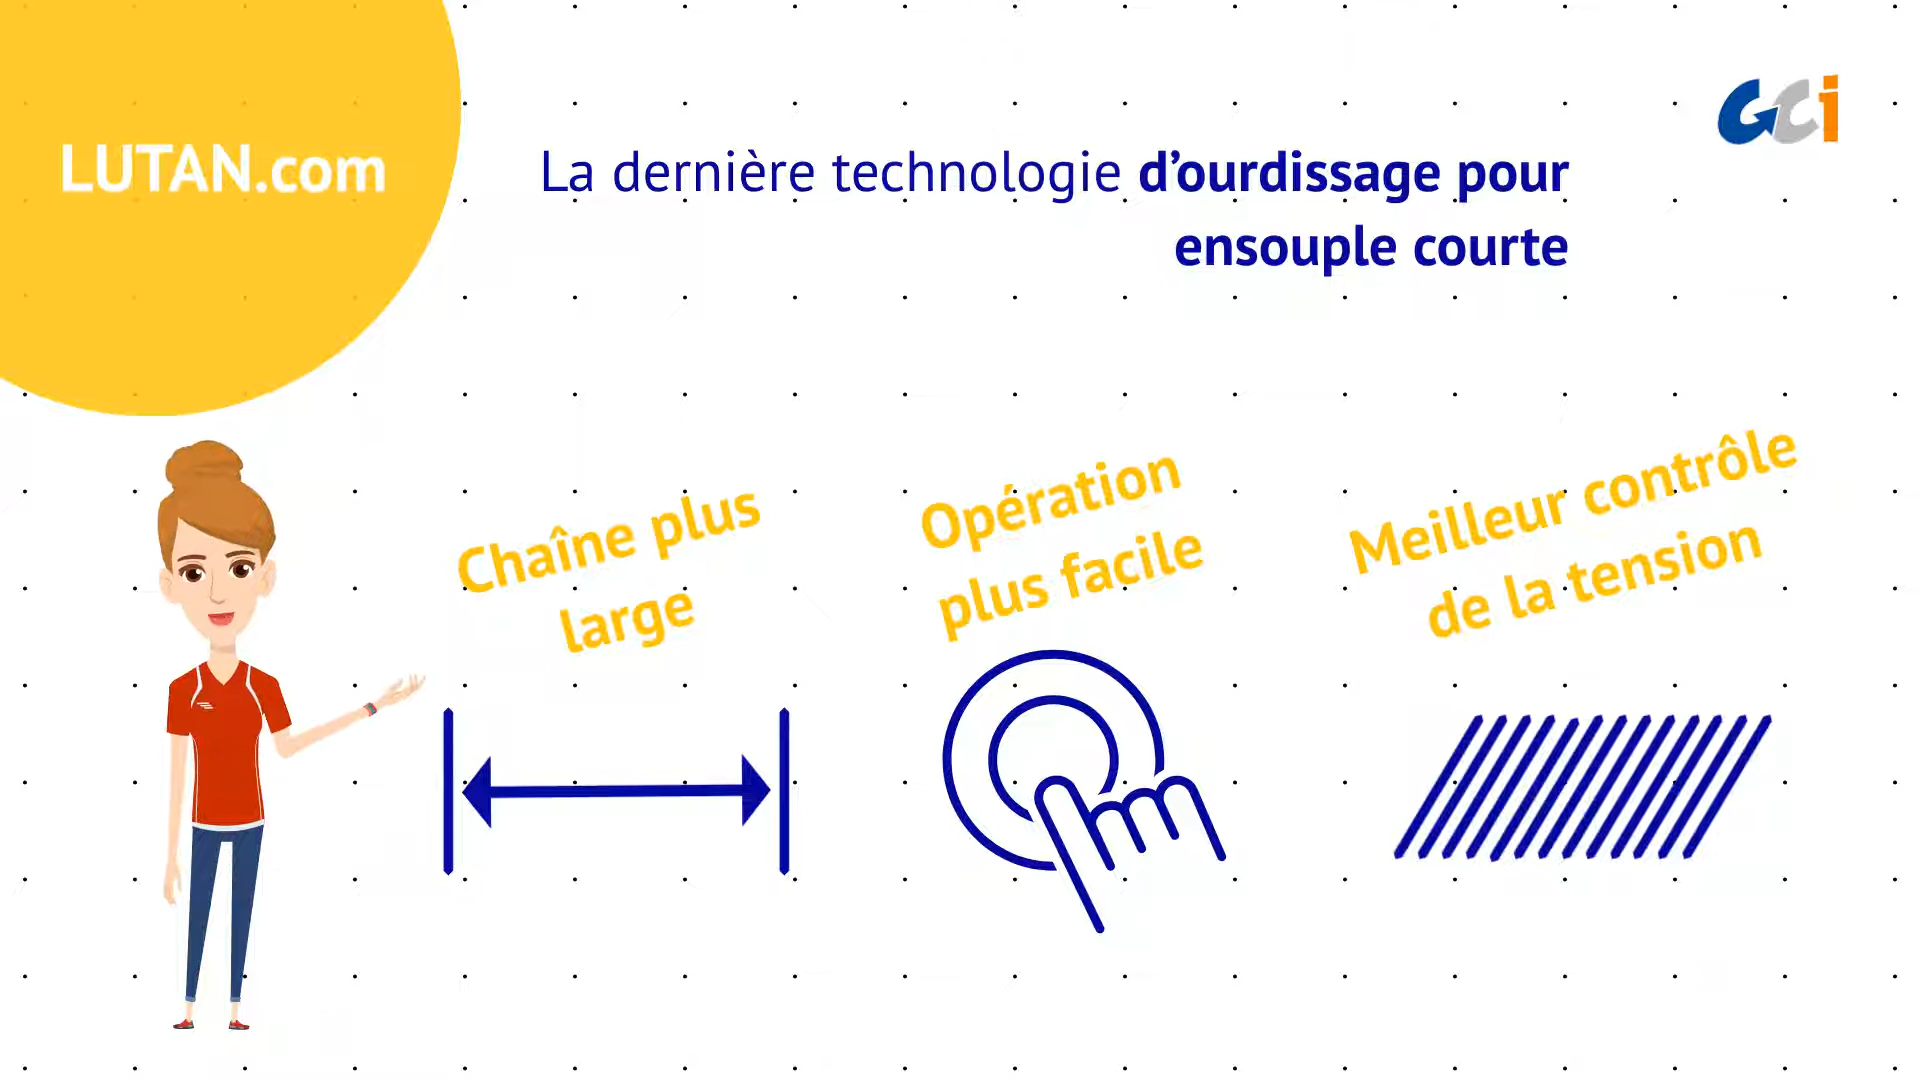 LUTAN.com
GCi
La dernière technologie d’ourdissage pour
ensouple courte
Chaîne plus
large
Opération
plus facile
Meilleur contrôle
de la tension